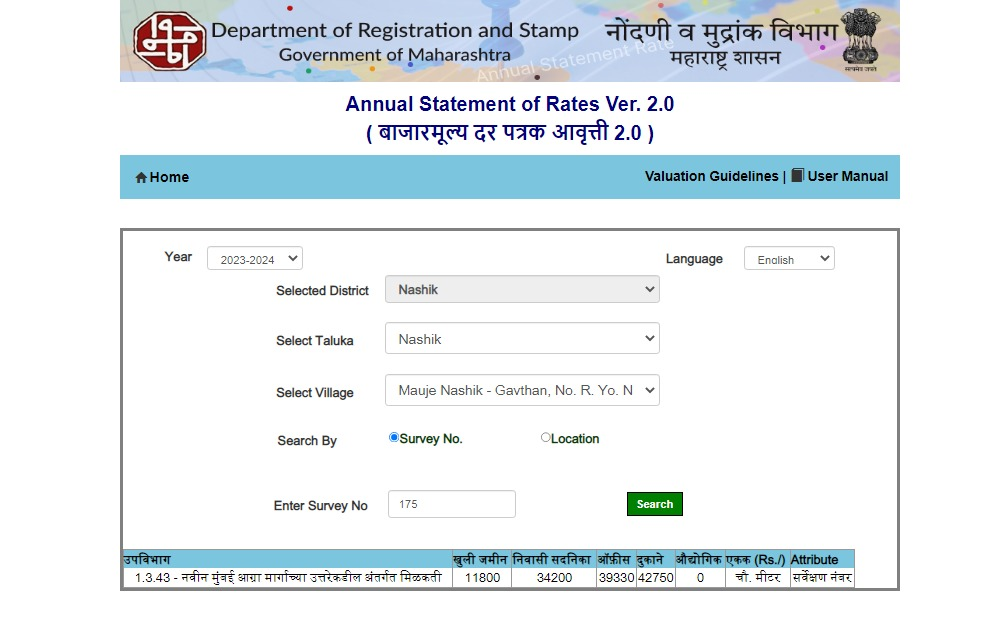 Department of Registration and Stamp
Government of Maharashtra
नोंदणी व मुद्रांक विभाग
महाराष्ट्र शासन
Annual Statement Rate
Annual Statement of Rates Ver. 2.0
( बाजारमूल्य दर पत्रक आवृत्ती 2.0 )
Home
Valuation Guidelines | User Manual
Year 2023-2024 Language English
Selected District Nashik
Select Taluka Nashik
Select Village Mauje Nashik - Gavthan, No. R. Yo. N
Search By Survey No. Location
Enter Survey No 175 Search
उपविभाग खुली जमीन निवासी सदनिका ऑफ़ीस दुकाने औद्योगिक एकक (Rs./) Attribute
1.3.43 - नवीन मुंबई आग्रा मार्गाच्या उत्तरेकडील अंतर्गत मिळकती 11800 34200 39330 42750 0 चौ. मीटर सर्वेक्षण नंबर